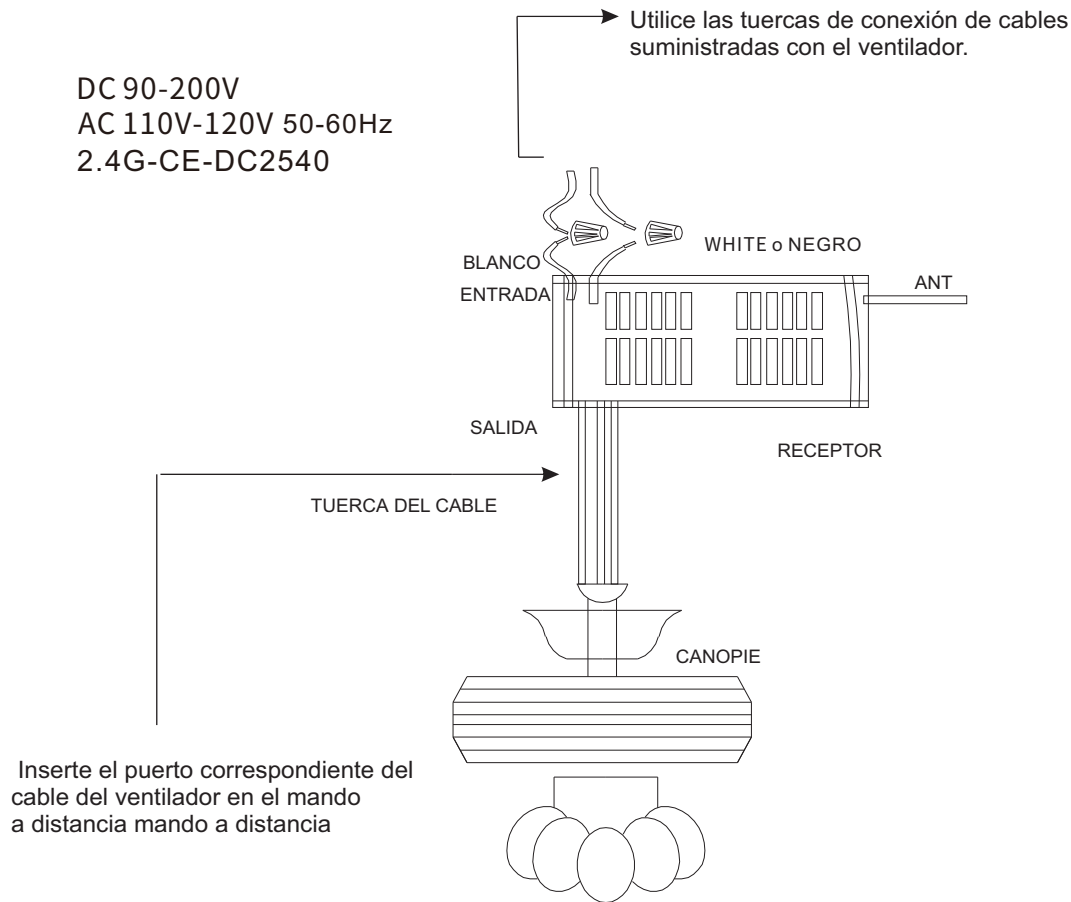 Utilice las tuercas de conexión de cables
suministradas con el ventilador.
DC 90-200V
AC 110V-120V 50-60Hz
2.4G-CE-DC2540
WHITE o NEGRO
BLANCO
ENTRADA
ANT
SALIDA
RECEPTOR
TUERCA DEL CABLE
CANOPIE
Inserte el puerto correspondiente del
cable del ventilador en el mando
a distancia mando a distancia